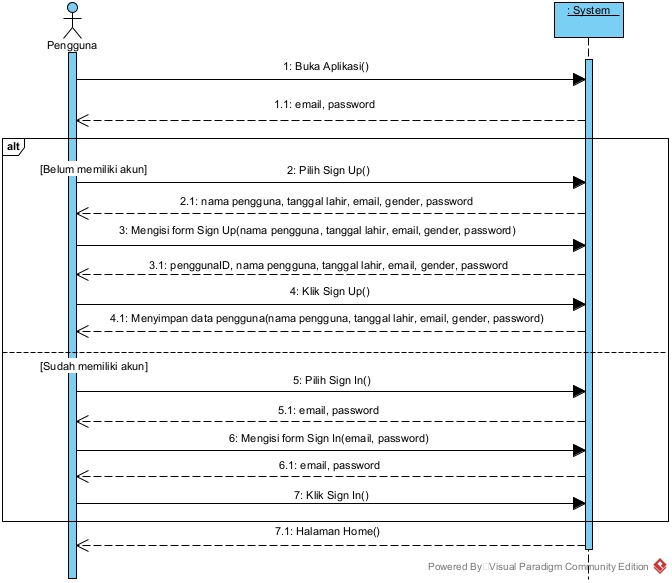 Pengguna
: System
1: Buka Aplikasi()
1.1: email, password
alt
[Belum memiliki akun]
2: Pilih Sign Up()
2.1: nama pengguna, tanggal lahir, email, gender, password
3: Mengisi form Sign Up(nama pengguna, tanggal lahir, email, gender, password)
3.1: penggunaID, nama pengguna, tanggal lahir, email, gender, password
4: Klik Sign Up()
4.1: Menyimpan data pengguna(nama pengguna, tanggal lahir, email, gender, password)
[Sudah memiliki akun]
5: Pilih Sign In()
5.1: email, password
6: Mengisi form Sign In(email, password)
6.1: email, password
7: Klik Sign In()
7.1: Halaman Home()
Powered By Visual Paradigm Community Edition